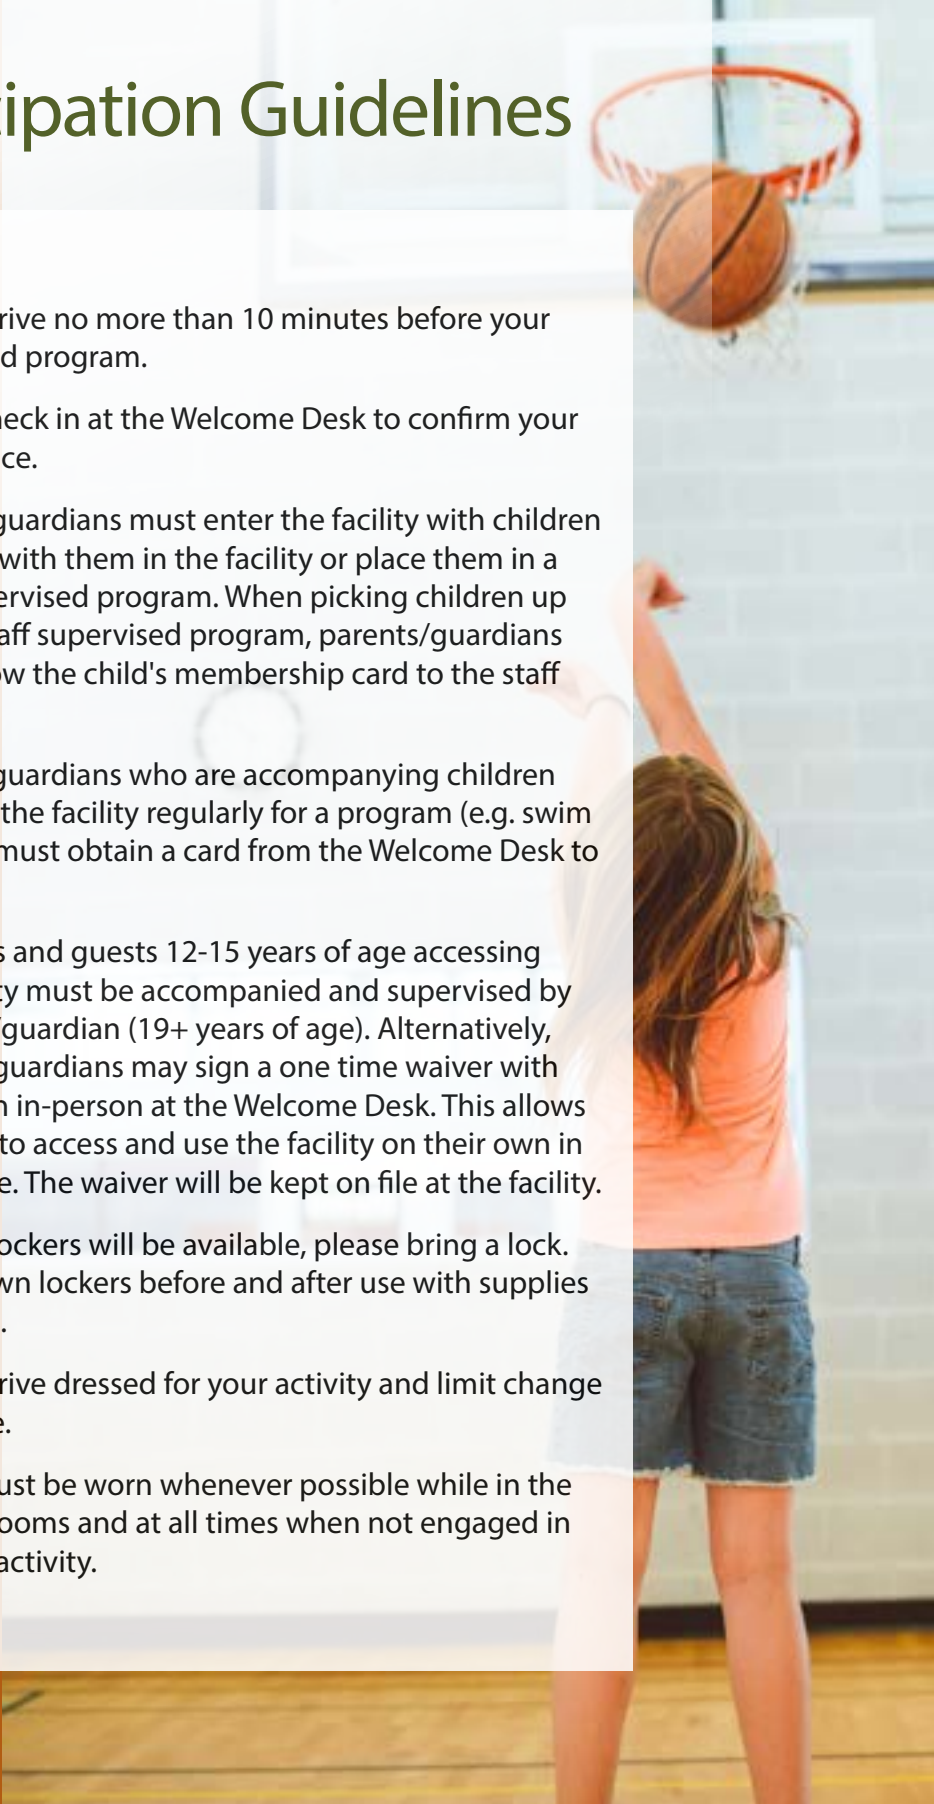 ipation Guidelines
rive no more than 10 minutes before your
d program.
eck in at the Welcome Desk to confirm your
ce.
guardians must enter the facility with children
with them in the facility or place them in a
ervised program. When picking children up
aff supervised program, parents/guardians
ow the child's membership card to the staff
guardians who are accompanying children
the facility regularly for a program (e.g. swim
must obtain a card from the Welcome Desk to
s and guests 12-15 years of age accessing
ty must be accompanied and supervised by
/guardian (19+ years of age). Alternatively,
guardians may sign a one time waiver with
n in-person at the Welcome Desk. This allows
to access and use the facility on their own in
e. The waiver will be kept on file at the facility.
ockers will be available, please bring a lock.
wn lockers before and after use with supplies
.
rive dressed for your activity and limit change
e.
ust be worn whenever possible while in the
ooms and at all times when not engaged in
activity.